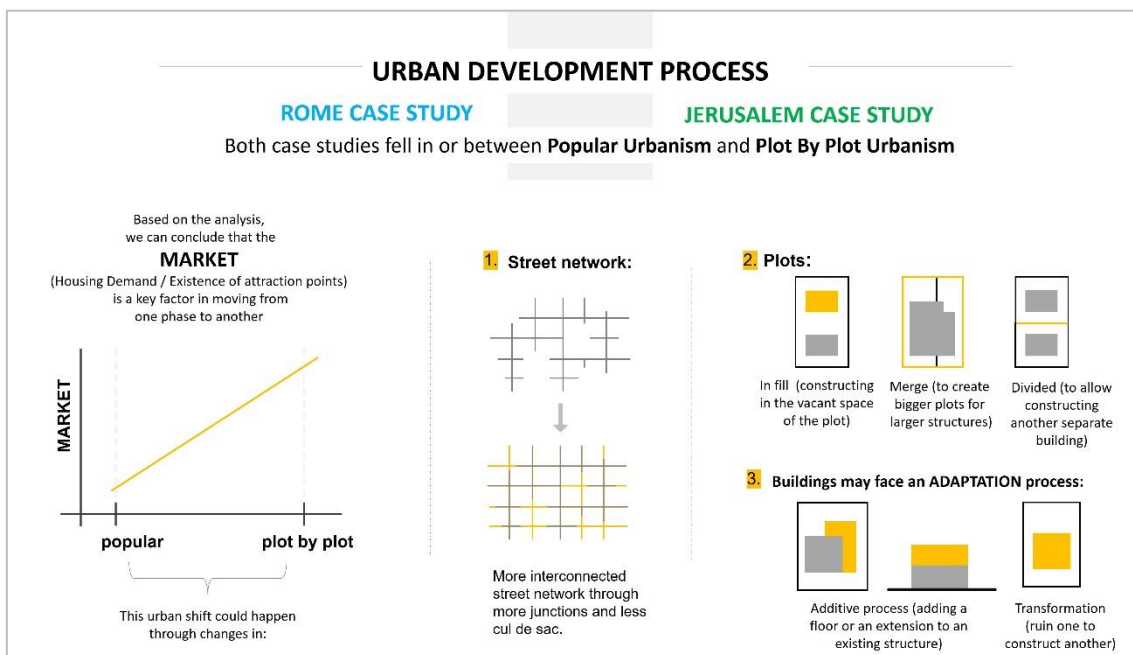 URBAN DEVELOPMENT PROCESS
ROME CASE STUDY
JERUSALEM CASE STUDY
Both case studies fell in or between Popular Urbanism and Plot By Plot Urbanism
Based on the analysis,
we can conclude that the
MARKET
(Housing Demand / Existence of attraction points)
is a key factor in moving from
one phase to another
MARKET
popular
plot by plot
This urban shift could happen
through changes in:
1. Street network:
More interconnected
street network through
more junctions and less
cul de sac.
2. Plots:
In fill (constructing
in the vacant space
of the plot)
Merge (to create
bigger plots for
larger structures)
Divided (to allow
constructing
another separate
building)
3. Buildings may face an ADAPTATION process:
Additive process (adding a
floor or an extension to an
existing structure)
Transformation
(ruin one to
construct another)